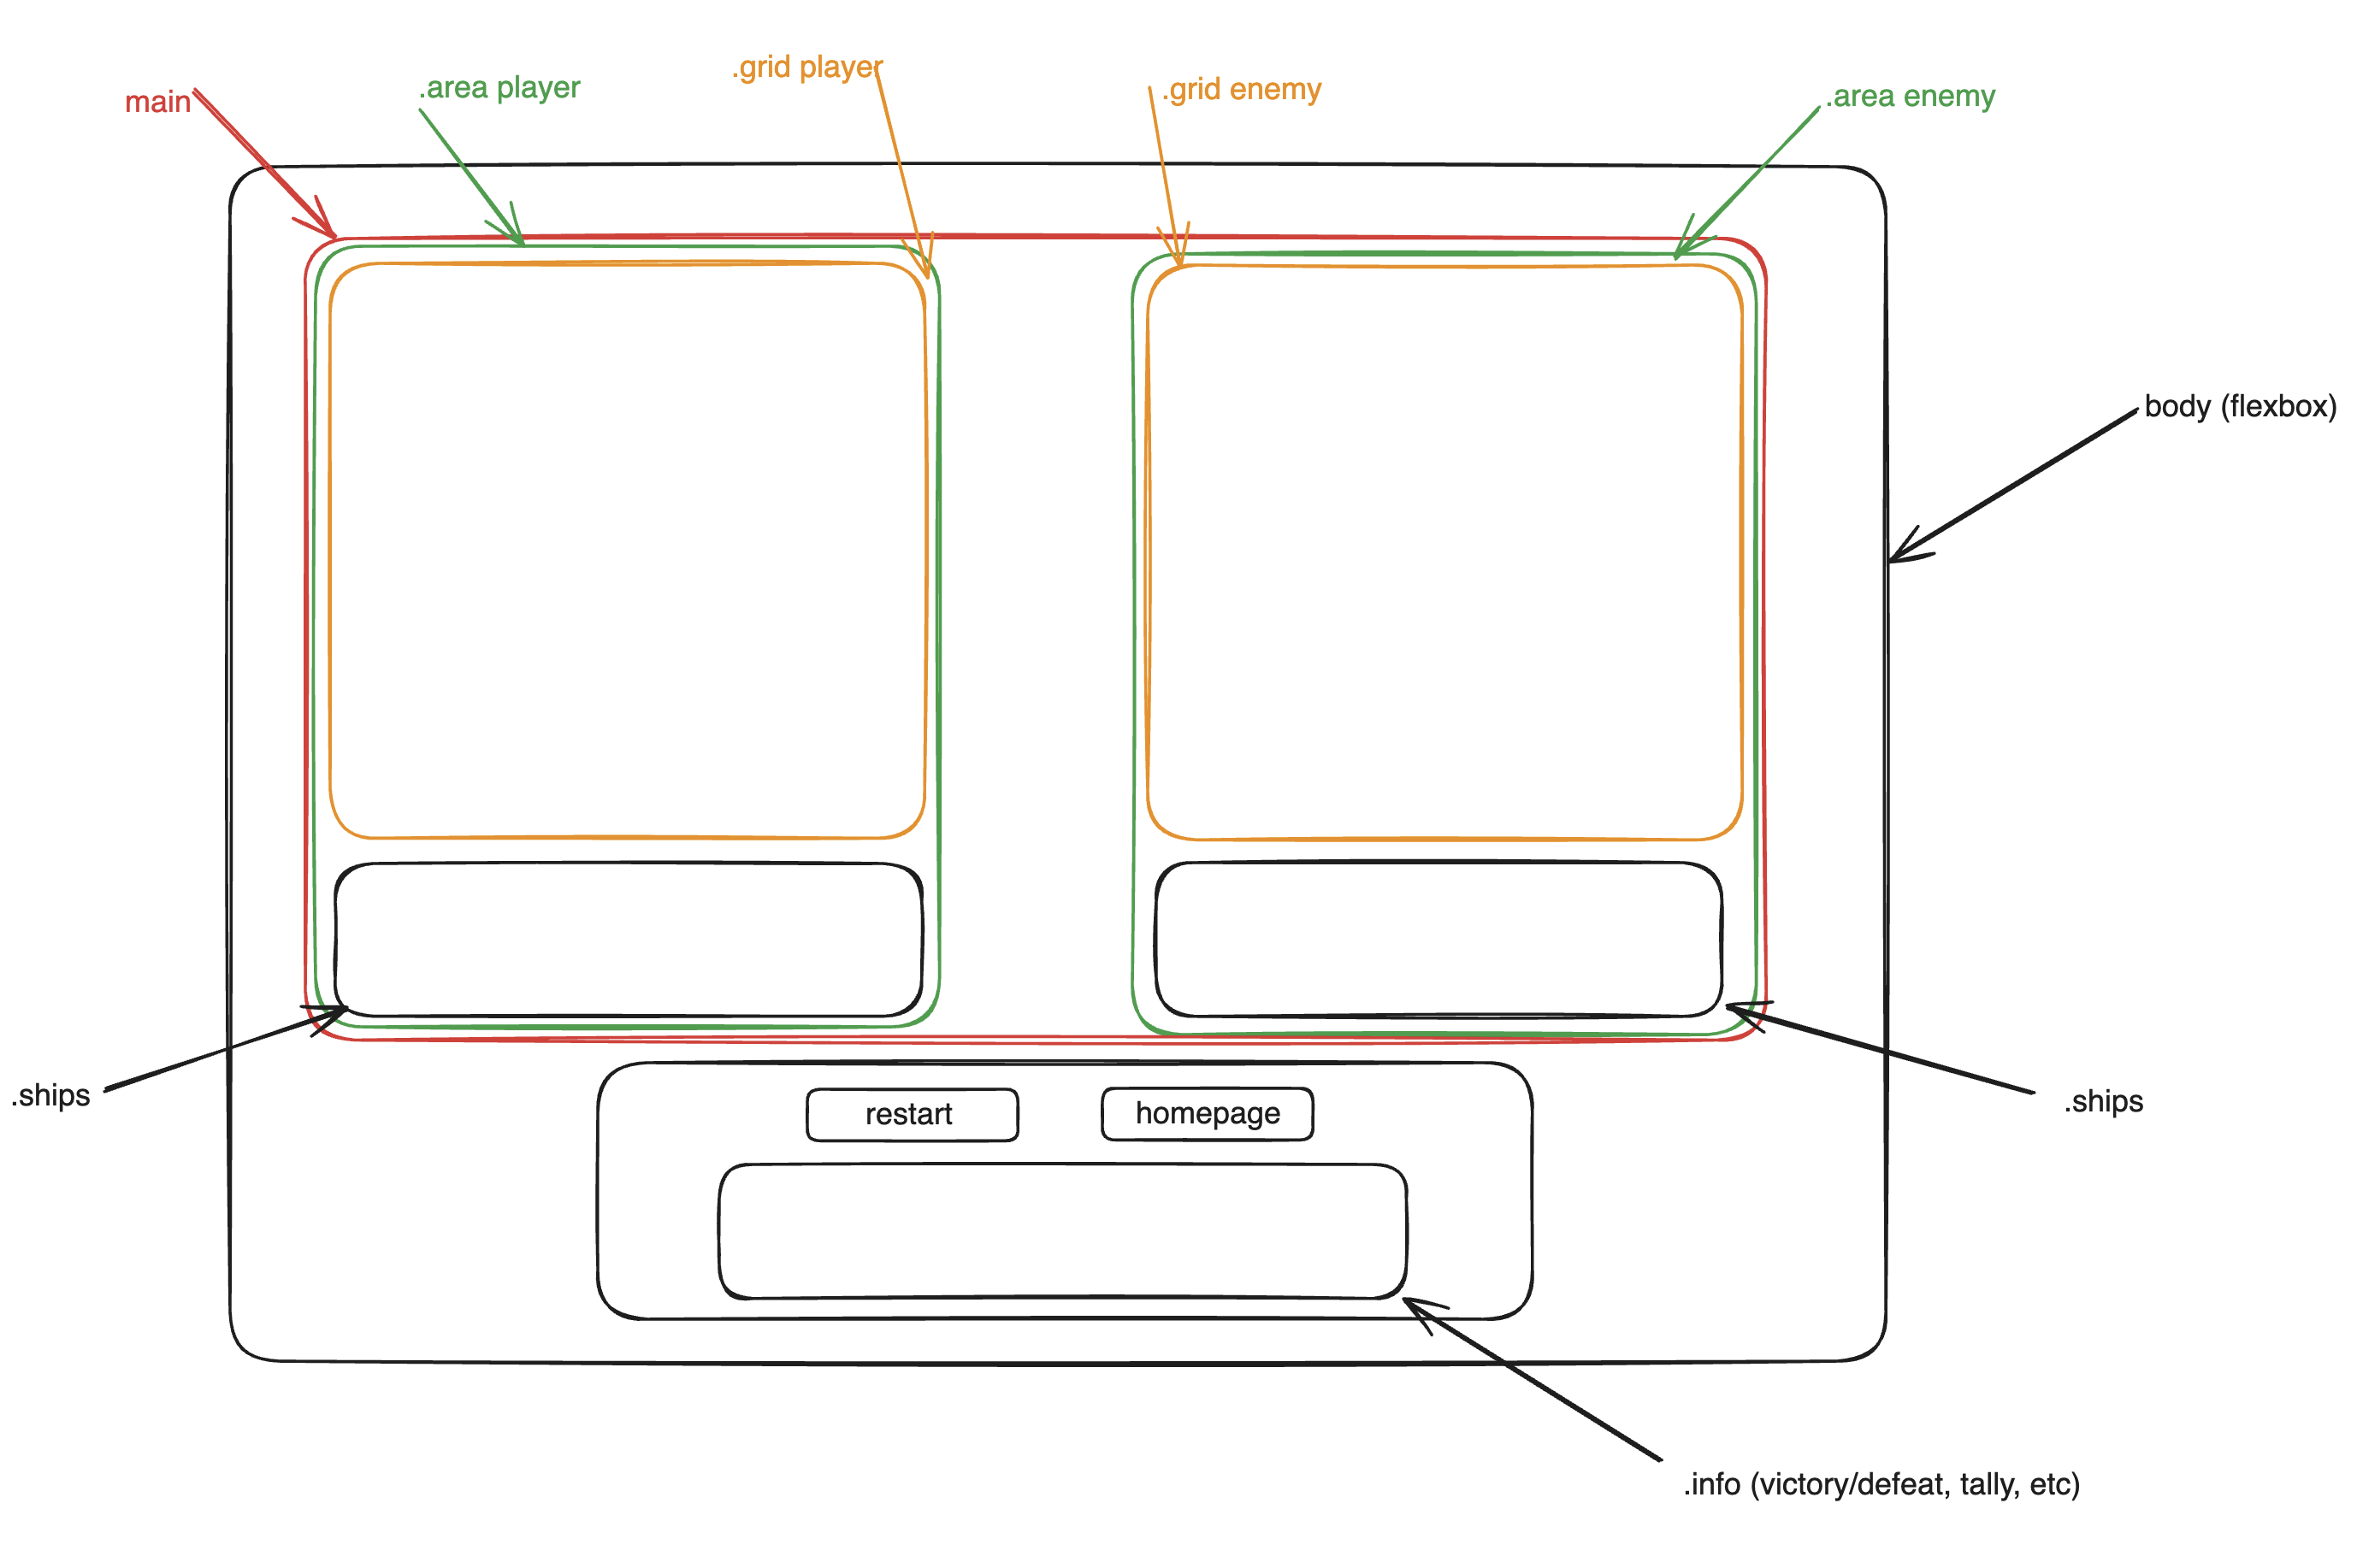 .grid player
.area player
.grid enemy
.area enemy
main
body (flexbox)
.ships
.ships
restart
homepage
.info (victory/defeat, tally, etc)